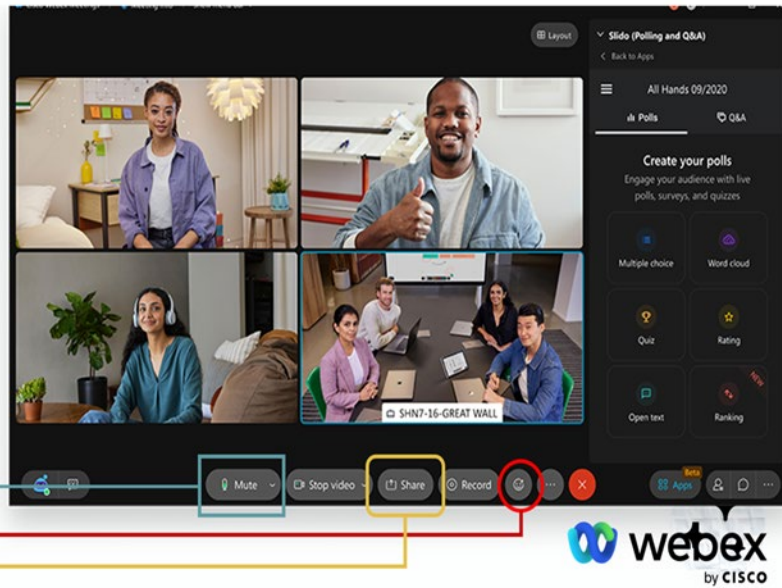 Layout
Slido (Polling and Q&A)
Back to Apps
All Hands 09/2020
Polls
Q&A
Create your polls
Engage your audience with live
polls, surveys, and quizzes
Multiple choice
Word cloud
Quiz
Rating
NEW
Open text
Ranking
SHN7-16-GREAT WALL
Mute
Stop video
Share
Record
Beta
Apps
webex
by CISCO